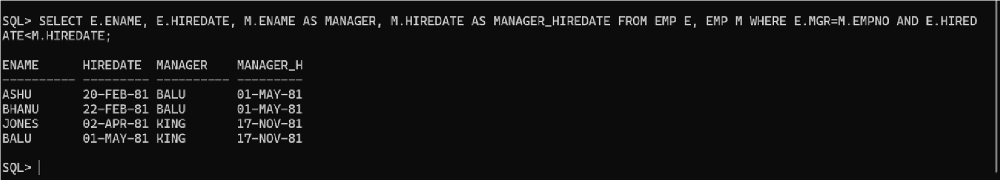 SQL> SELECT E.ENAME, E.HIREDATE, M.ENAME AS MANAGER, M.HIREDATE AS MANAGER_HIREDATE FROM EMP E, EMP M WHERE E.MGR=M.EMPNO AND E.HIRED
ATE<M.HIREDATE;
ENAME      HIREDATE  MANAGER    MANAGER_H
---------- --------- ---------- ---------
ASHU       20-FEB-81 BALU       01-MAY-81
BHANU      22-FEB-81 BALU       01-MAY-81
JONES      02-APR-81 KING       17-NOV-81
BALU       01-MAY-81 KING       17-NOV-81
SQL>